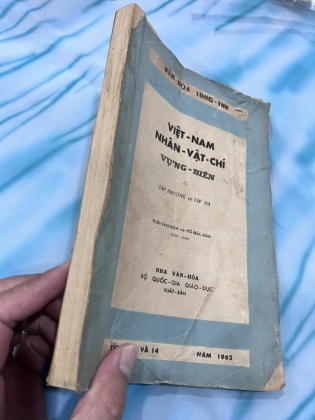 VĂN HÓA TÙNG-THƯ
VIỆT-NAM
NHÂN-VẬT-CHÍ
VỰNG-BIÊN
TẬP THƯỢNG và TẬP HẠ
NHÀ VĂN-HÓA
BỘ QUỐC-GIA GIÁO-DỤC
XUẤT-BẢN
VÀ 14 NĂM 1962